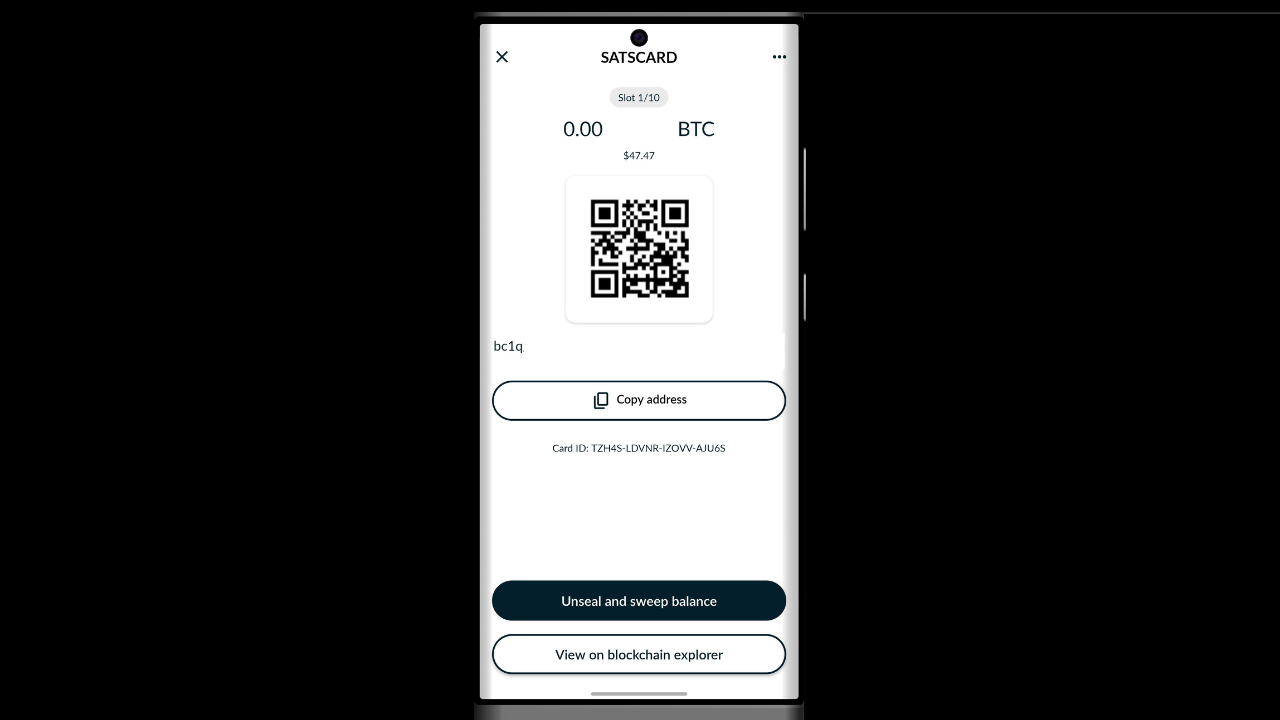 SATSCARD
Slot 1/10
0.00 BTC
$47.47
bc1q
Copy address
Card ID: TZH4S-LDVNR-IZOVV-AJU6S
Unseal and sweep balance
View on blockchain explorer